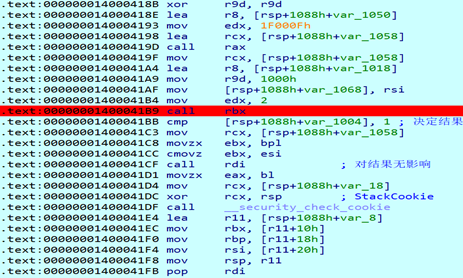 .text:000000014000418B xor r9d, r9d
.text:000000014000418E lea r8, [rsp+1088h+var_1050]
.text:0000000140004193 mov edx, 1F000Fh
.text:0000000140004198 lea rcx, [rsp+1088h+var_1058]
.text:000000014000419D call rax
.text:000000014000419F mov rcx, [rsp+1088h+var_1058]
.text:00000001400041A4 lea r8, [rsp+1088h+var_1018]
.text:00000001400041A9 mov r9d, 1000h
.text:00000001400041AF mov [rsp+1088h+var_1068], rsi
.text:00000001400041B4 mov edx, 2
.text:00000001400041B9 call rbx
.text:00000001400041BB cmp [rsp+1088h+var_1004], 1 ; 决定结果
.text:00000001400041C3 mov rcx, [rsp+1088h+var_1058]
.text:00000001400041C8 movzx ebx, bpl
.text:00000001400041CC cmovz ebx, esi
.text:00000001400041CF call rdi ; 对结果无影响
.text:00000001400041D1 movzx eax, bl
.text:00000001400041D4 mov rcx, [rsp+1088h+var_18]
.text:00000001400041DC xor rcx, rsp ; StackCookie
.text:00000001400041DF call __security_check_cookie
.text:00000001400041E4 lea r11, [rsp+1088h+var_8]
.text:00000001400041EC mov rbx, [r11+10h]
.text:00000001400041F0 mov rbp, [r11+18h]
.text:00000001400041F4 mov rsi, [r11+20h]
.text:00000001400041F8 mov rsp, r11
.text:00000001400041FB pop rdi